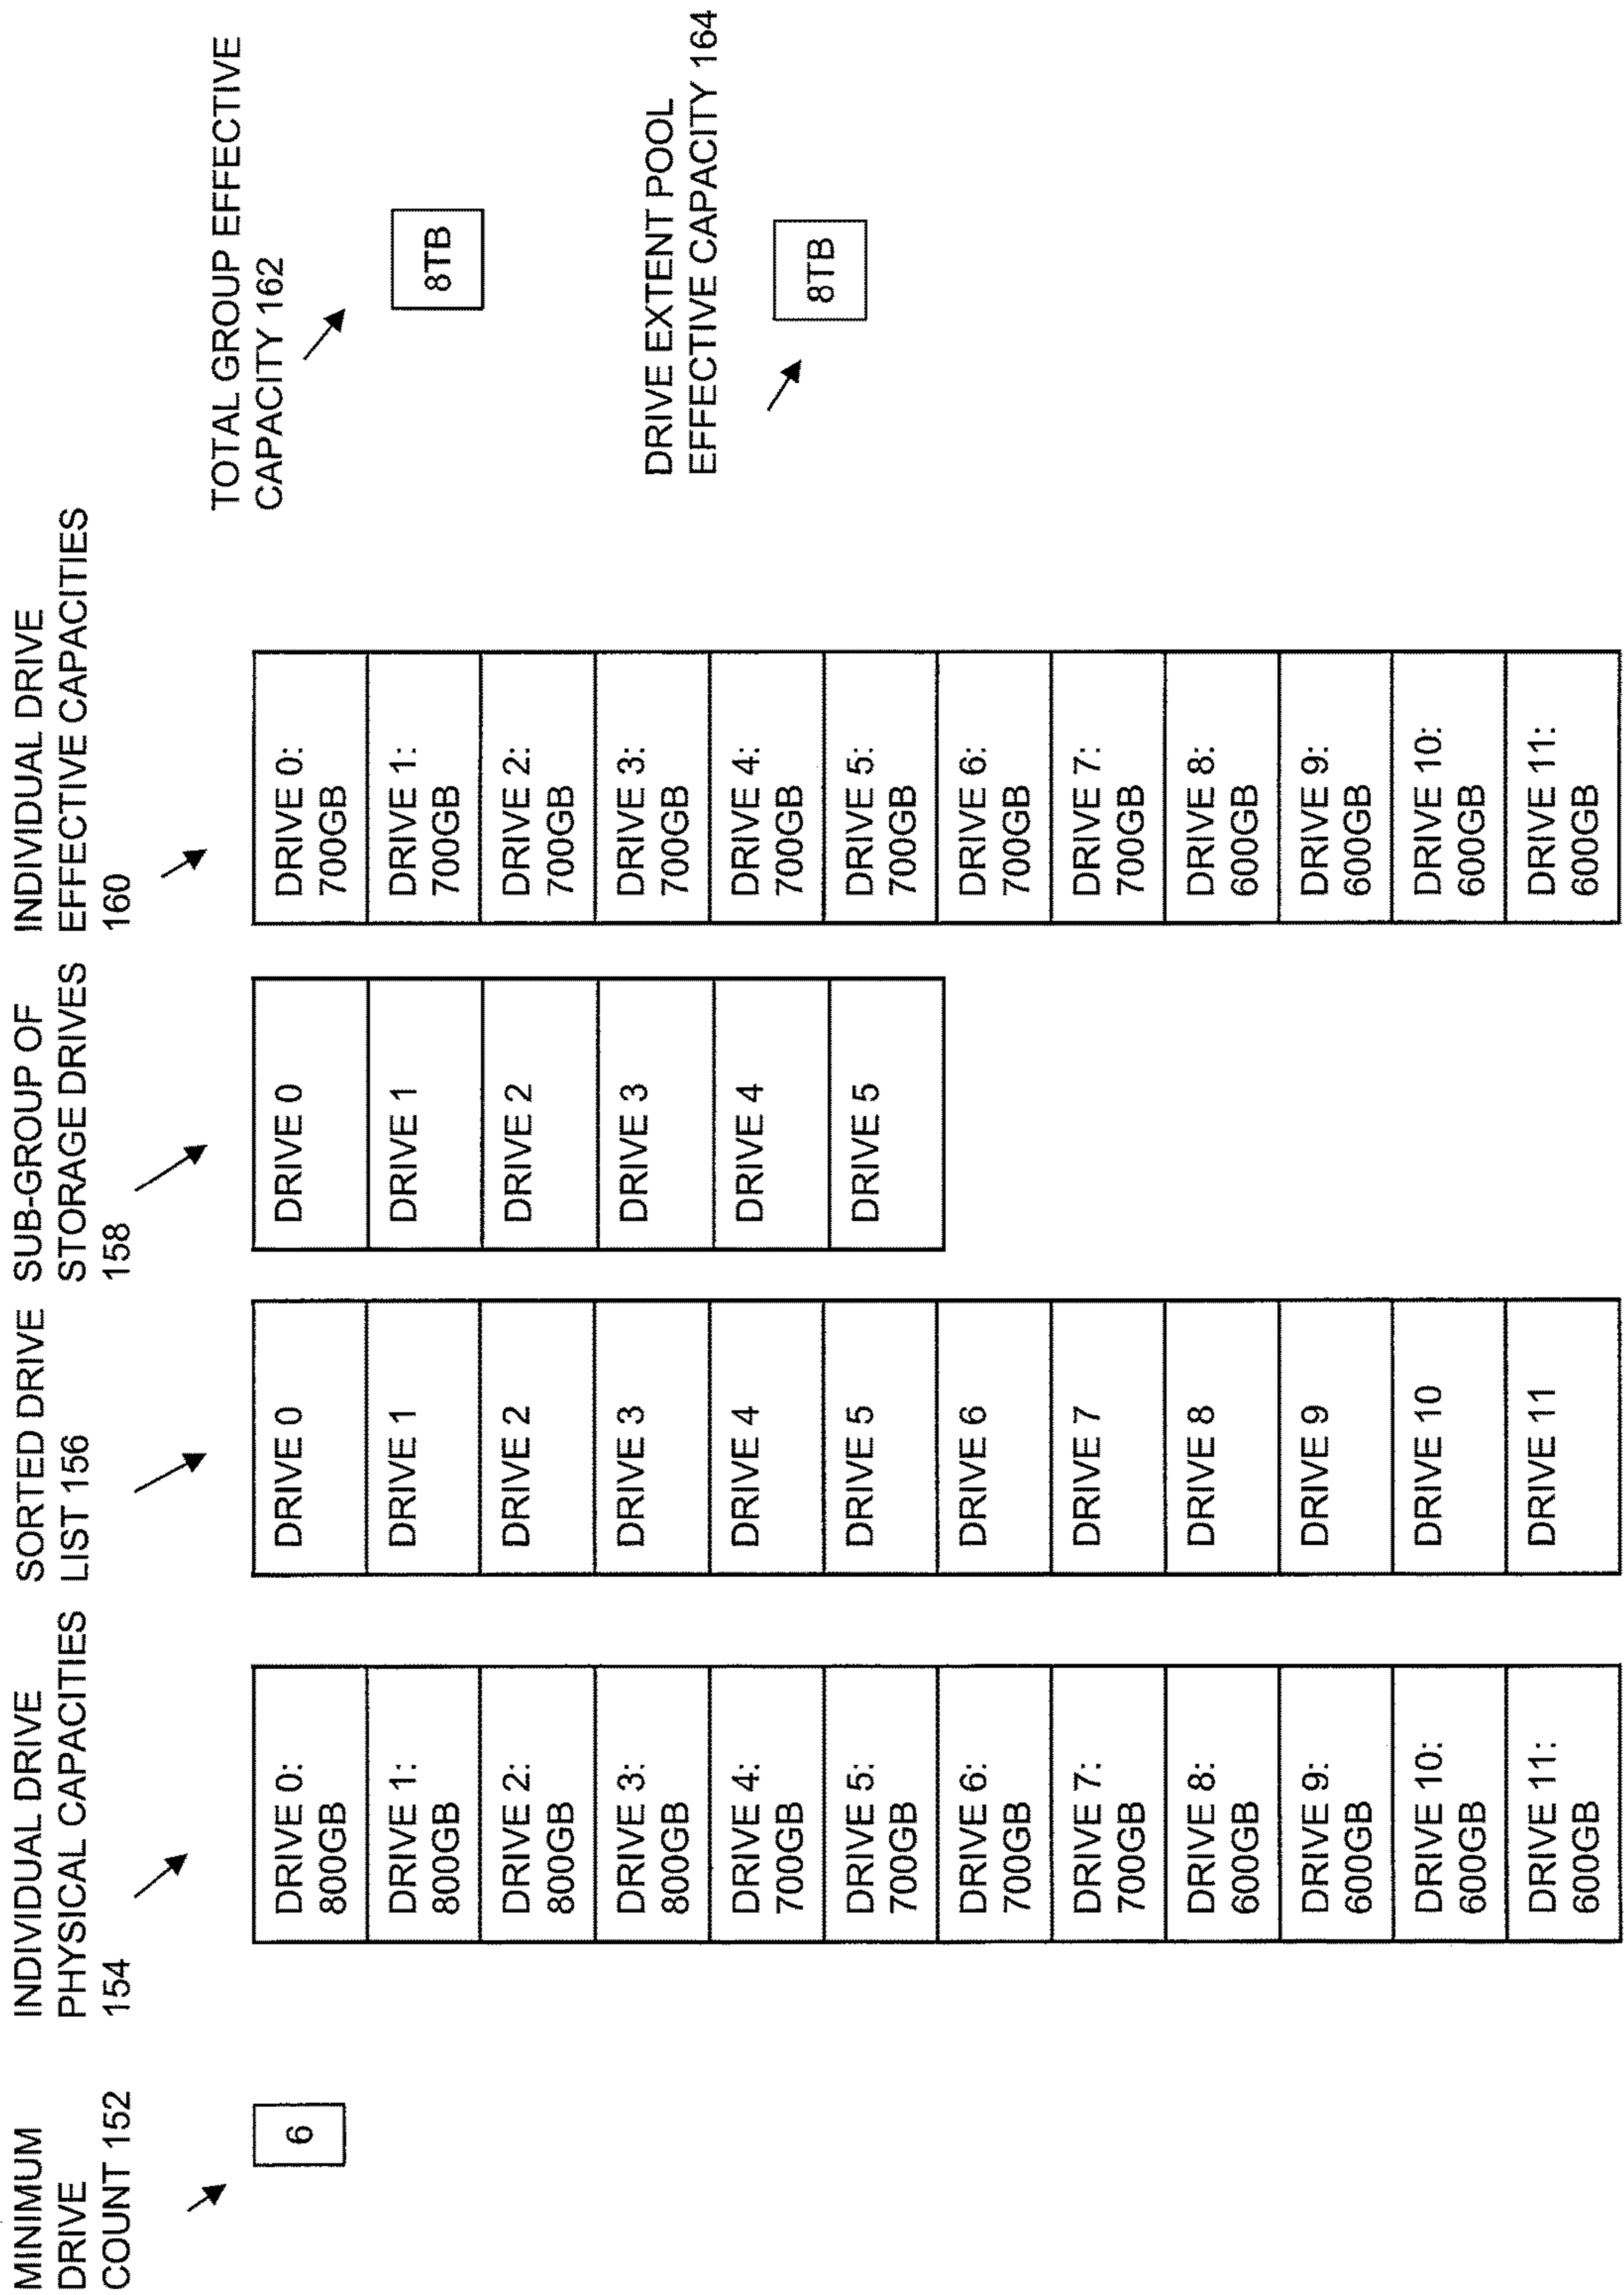 MINIMUM
DRIVE
COUNT 152
6
INDIVIDUAL DRIVE
PHYSICAL CAPACITIES
154
DRIVE 0:
800GB
DRIVE 1:
800GB
DRIVE 2:
800GB
DRIVE 3:
800GB
DRIVE 4:
700GB
DRIVE 5:
700GB
DRIVE 6:
700GB
DRIVE 7:
700GB
DRIVE 8:
600GB
DRIVE 9:
600GB
DRIVE 10:
600GB
DRIVE 11:
600GB
SORTED DRIVE
LIST 156
DRIVE 0
DRIVE 1
DRIVE 2
DRIVE 3
DRIVE 4
DRIVE 5
DRIVE 6
DRIVE 7
DRIVE 8
DRIVE 9
DRIVE 10
DRIVE 11
SUB-GROUP OF
STORAGE DRIVES
158
DRIVE 0
DRIVE 1
DRIVE 2
DRIVE 3
DRIVE 4
DRIVE 5
INDIVIDUAL DRIVE
EFFECTIVE CAPACITIES
160
DRIVE 0:
700GB
DRIVE 1:
700GB
DRIVE 2:
700GB
DRIVE 3:
700GB
DRIVE 4:
700GB
DRIVE 5:
700GB
DRIVE 6:
700GB
DRIVE 7:
700GB
DRIVE 8:
600GB
DRIVE 9:
600GB
DRIVE 10:
600GB
DRIVE 11:
600GB
TOTAL GROUP EFFECTIVE
CAPACITY 162
8TB
DRIVE EXTENT POOL
EFFECTIVE CAPACITY 164
8TB